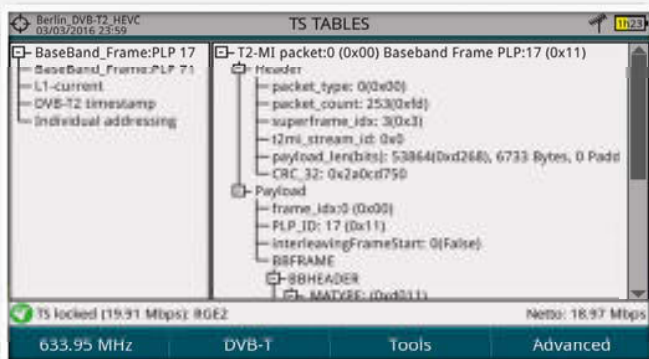 Berlin_DVB-T2_HEVC
03/03/2016 23:59
TS TABLES
1h23
BaseBand_Frame:PLP 17
BaseBand_Frame:PLP 71
L1-current
DVB-T2 timestamp
Individual addressing
T2-MI packet:0 (0x00) Baseband Frame PLP:17 (0x11)
Header
packet_type: 0(0x00)
packet_count: 253(0xfd)
superframe_idx: 3(0x3)
t2mi_stream_id: 0x0
payload_len(bits): 53864(0xd268), 6733 Bytes, 0 Padd
CRC_32: 0x2a0cd750
Payload
frame_idx:0 (0x00)
PLP_ID: 17 (0x11)
interleavingFrameStart: 0(False)
BBFRAME
BBHEADER
MATYPE: (0xd011)
TS locked (19.91 Mbps): RGE2
Netto: 18.97 Mbps
633.95 MHz
DVB-T
Tools
Advanced